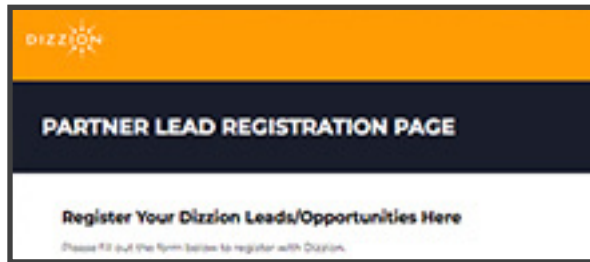 DIZZION
PARTNER LEAD REGISTRATION PAGE
Register Your Dizzion Leads/Opportunities Here
Please fill out the form below to register with Dizzion.